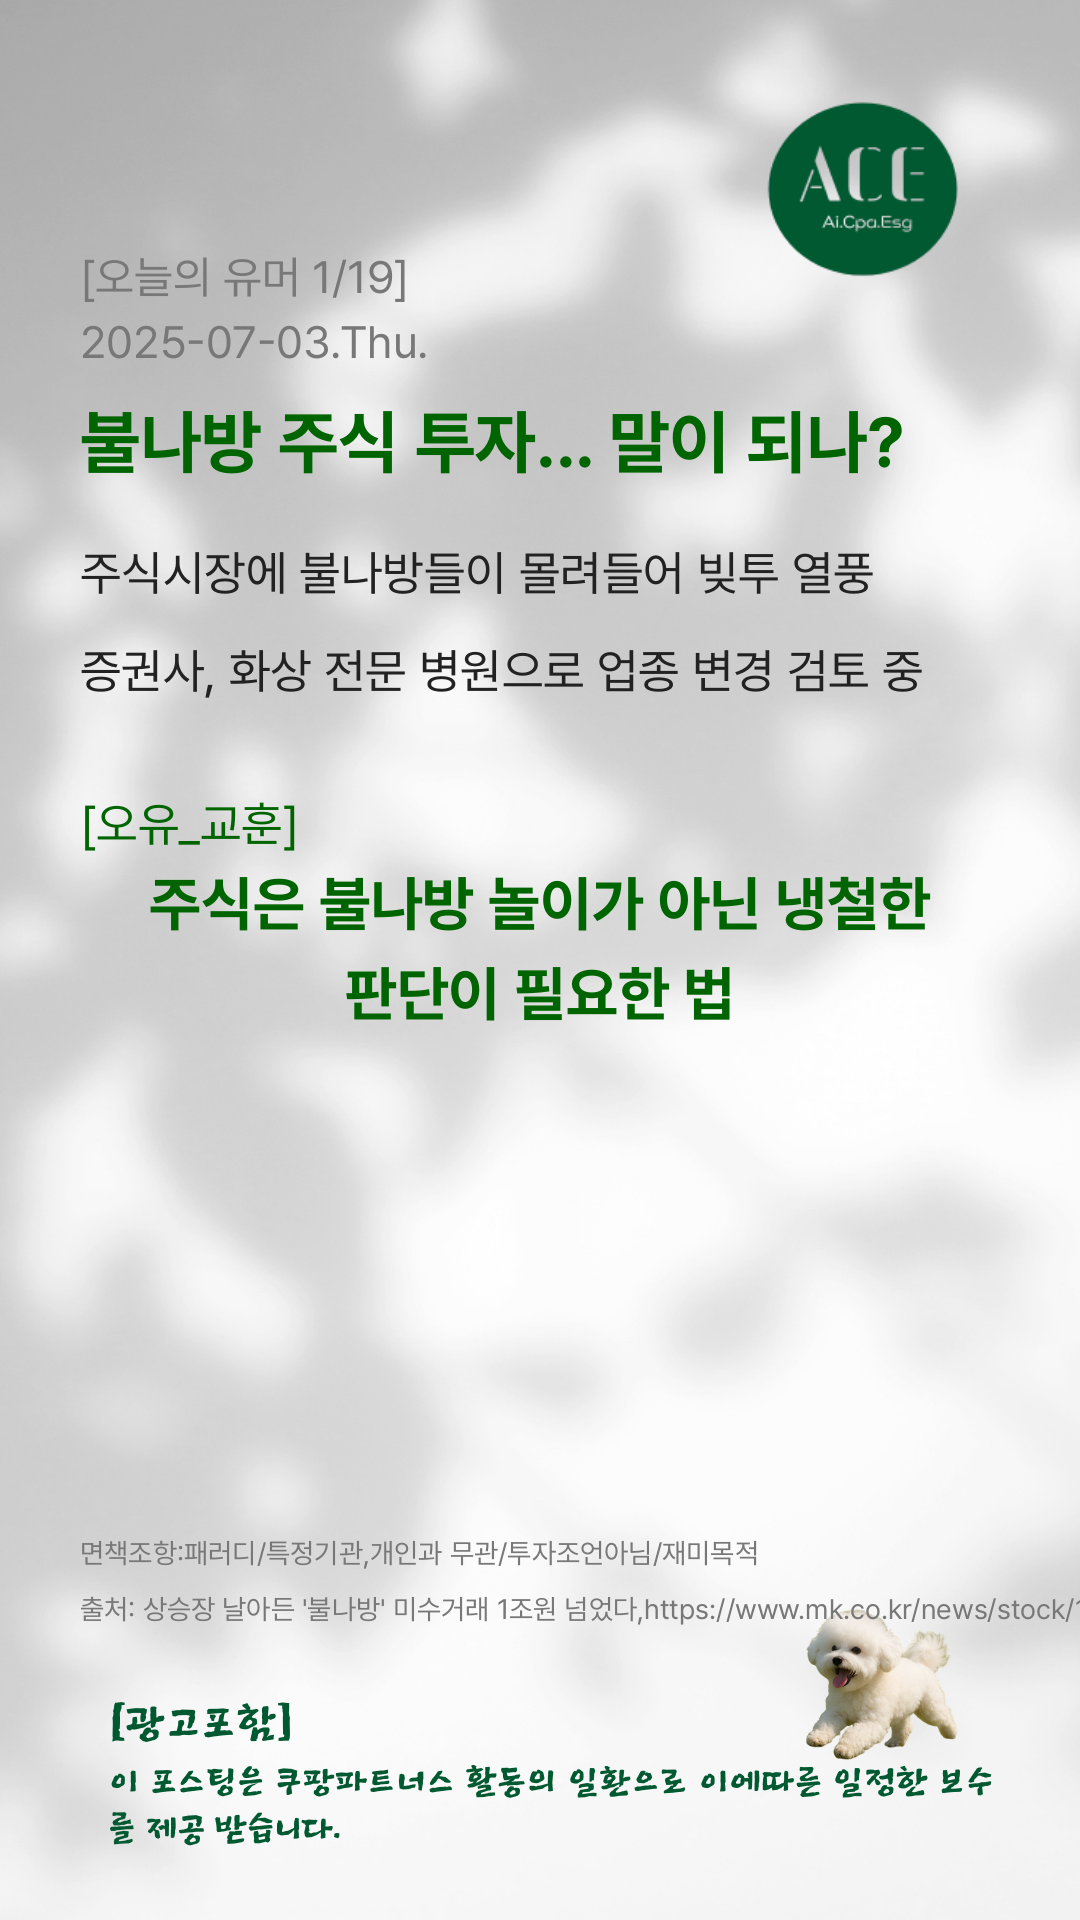 ACE
Ai.Cpa.Esg
[오늘의 유머 1/19]
2025-07-03.Thu.
불나방 주식 투자... 말이 되나?
주식시장에 불나방들이 몰려들어 빚투 열풍
증권사, 화상 전문 병원으로 업종 변경 검토 중
[오유_교훈]
주식은 불나방 놀이가 아닌 냉철한
판단이 필요한 법
면책조항:패러디/특정기관,개인과 무관/투자조언아님/재미목적
출처: 상승장 날아든 '불나방' 미수거래 1조원 넘었다,https://www.mk.co.kr/news/stock/
[광고포함]
이 포스팅은 쿠팡파트너스 활동의 일환으로 이에따른 일정한 보수
를 제공 받습니다.